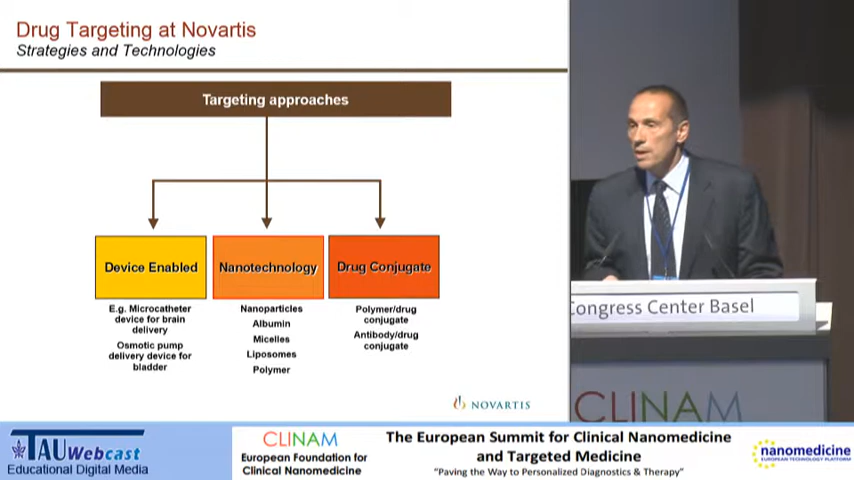 Drug Targeting at Novartis
Strategies and Technologies
Targeting approaches
Device Enabled
E.g. Microcatheter
device for brain
delivery
Osmotic pump
delivery device for
bladder
Nanotechnology
Nanoparticles
Albumin
Micelles
Liposomes
Polymer
Drug Conjugate
Polymer/drug
conjugate
Antibody/drug
conjugate
NOVARTIS
Congress Center Basel
CLINAM
TAU Webcast
Educational Digital Media
CLINAM
European Foundation for
Clinical Nanomedicine
The European Summit for Clinical Nanomedicine
and Targeted Medicine
"Paving the Way to Personalized Diagnostics & Therapy"
nanomedicine
EUROPEAN TECHNOLOGY PLATFORM